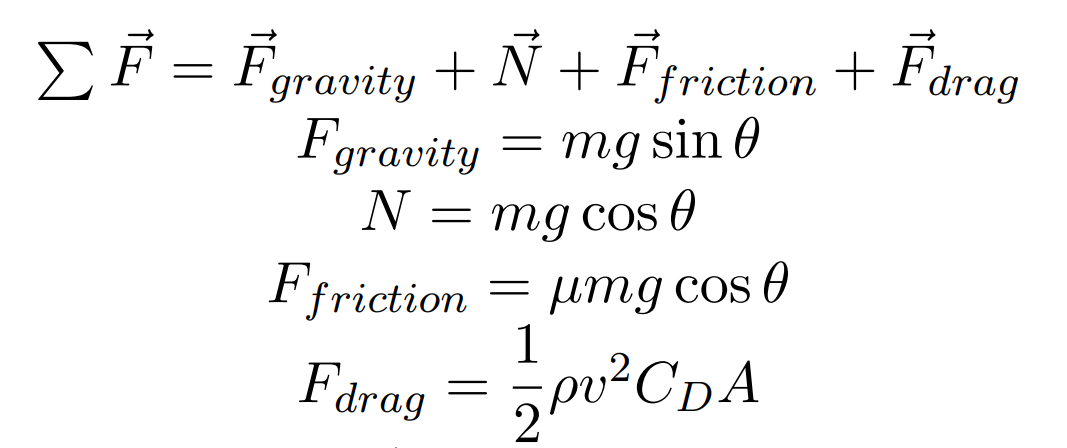 ∑ F⃗ = F⃗_gravity + N⃗ + F⃗_friction + F⃗_drag
F_gravity = mg sin θ
N = mg cos θ
F_friction = μmg cos θ
F_drag = 1/2 ρv²C_D A